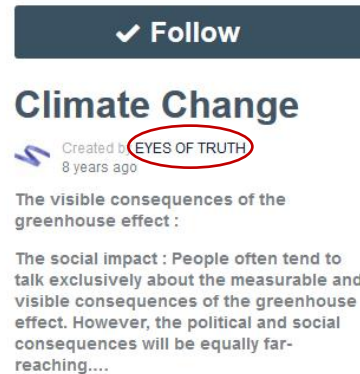 ✔ Follow
Climate Change
Created by EYES OF TRUTH
8 years ago
The visible consequences of the
greenhouse effect :
The social impact : People often tend to
talk exclusively about the measurable and
visible consequences of the greenhouse
effect. However, the political and social
consequences will be equally far-
reaching....